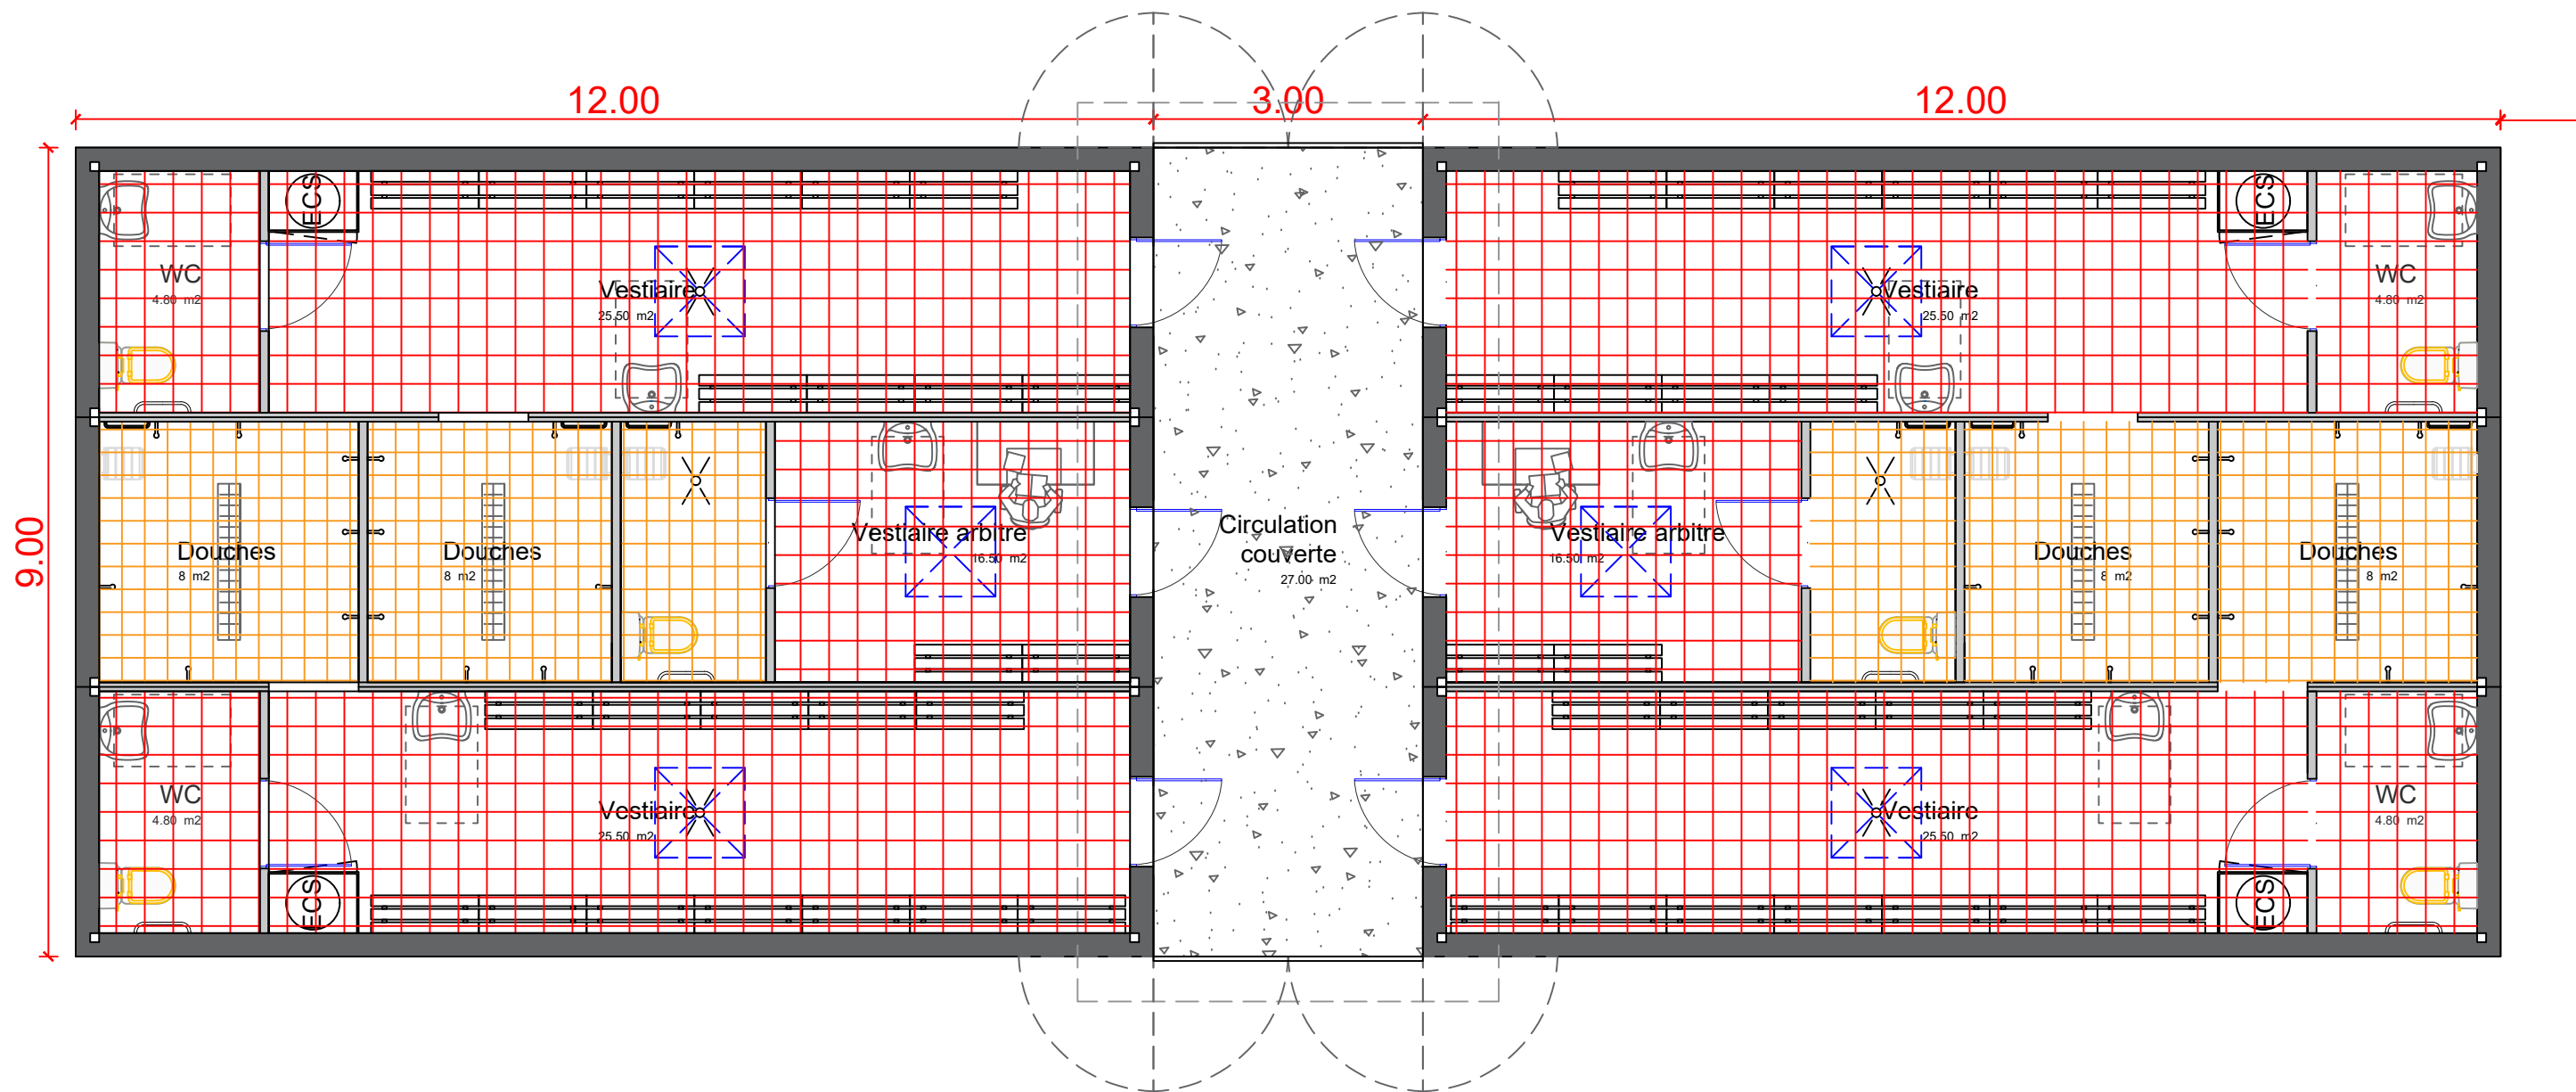 12.00
3.00
12.00
9.00
ECS
ECS
WC
4.80 m2
Vestiaire
25.50 m2
Vestiaire
25.50 m2
WC
4.80 m2
Douches
8 m2
Douches
8 m2
Vestiaire arbitre
16.50 m2
Circulation
couverte
27.00 m2
Vestiaire arbitre
16.50 m2
Douches
8 m2
Douches
8 m2
WC
4.80 m2
Vestiaire
25.50 m2
Vestiaire
25.50 m2
WC
4.80 m2
ECS
ECS